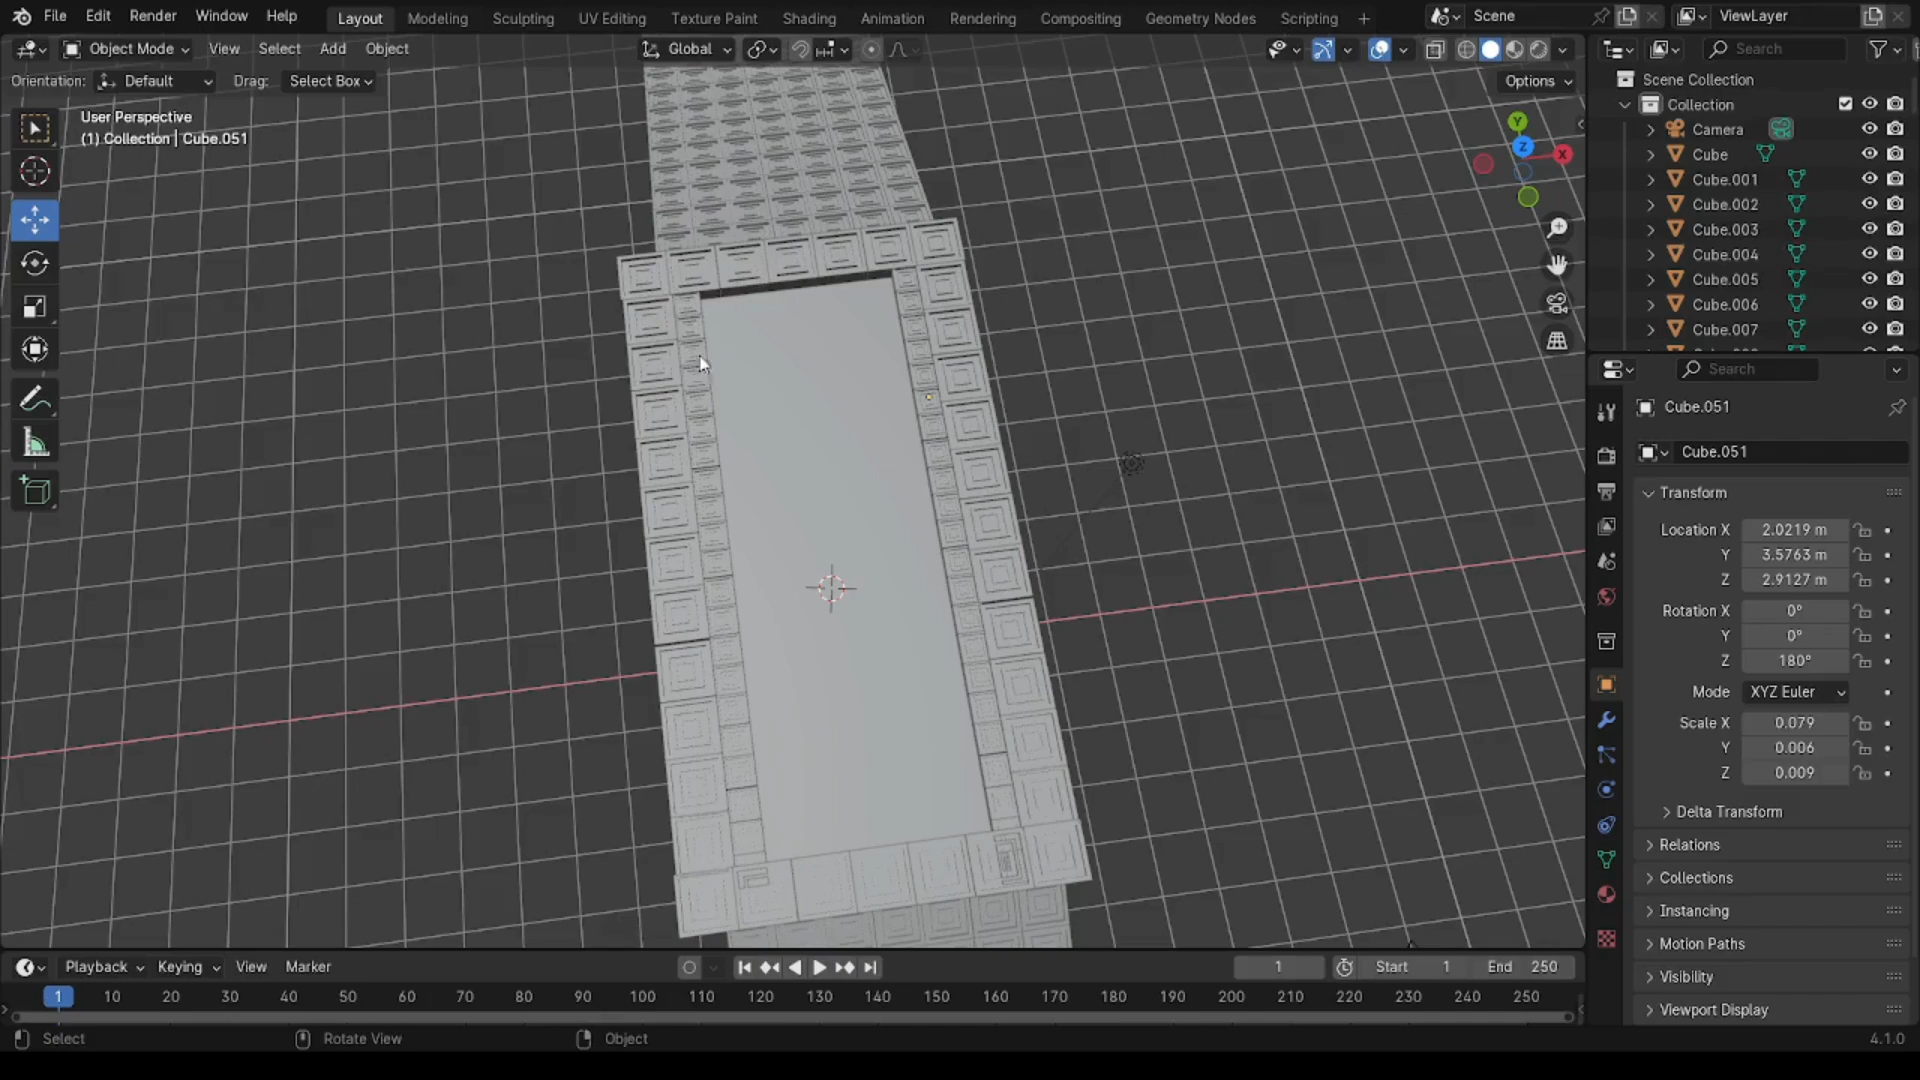 File Edit Render Window Help Layout Modeling Sculpting UV Editing Texture Paint Shading Animation Rendering Compositing Geometry Nodes Scripting + Scene ViewLayer
Object Mode View Select Add Object Global Search
Orientation: Default Drag: Select Box Options
User Perspective
(1) Collection | Cube.051
Y
Z
X
Scene Collection
Collection
Camera
Cube
Cube.001
Cube.002
Cube.003
Cube.004
Cube.005
Cube.006
Cube.007
Search
Cube.051
Cube.051
Transform
Location X 2.0219 m
Y 3.5763 m
Z 2.9127 m
Rotation X 0°
Y 0°
Z 180°
Mode XYZ Euler
Scale X 0.079
Y 0.006
Z 0.009
Delta Transform
Relations
Collections
Instancing
Motion Paths
Visibility
Viewport Display
Playback Keying View Marker 1 Start 1 End 250
1 10 20 30 40 50 60 70 80 90 100 110 120 130 140 150 160 170 180 190 200 210 220 230 240 250
Select Rotate View Object 4.1.0